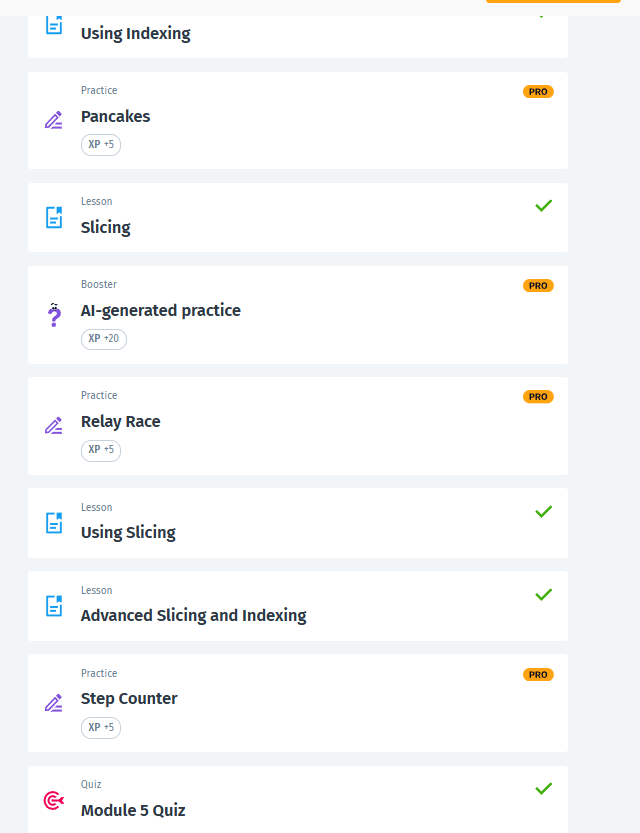 Using Indexing
Practice
PRO
Pancakes
XP +5
Lesson
Slicing
Booster
PRO
AI-generated practice
XP +20
Practice
PRO
Relay Race
XP +5
Lesson
Using Slicing
Lesson
Advanced Slicing and Indexing
Practice
PRO
Step Counter
XP +5
Quiz
Module 5 Quiz